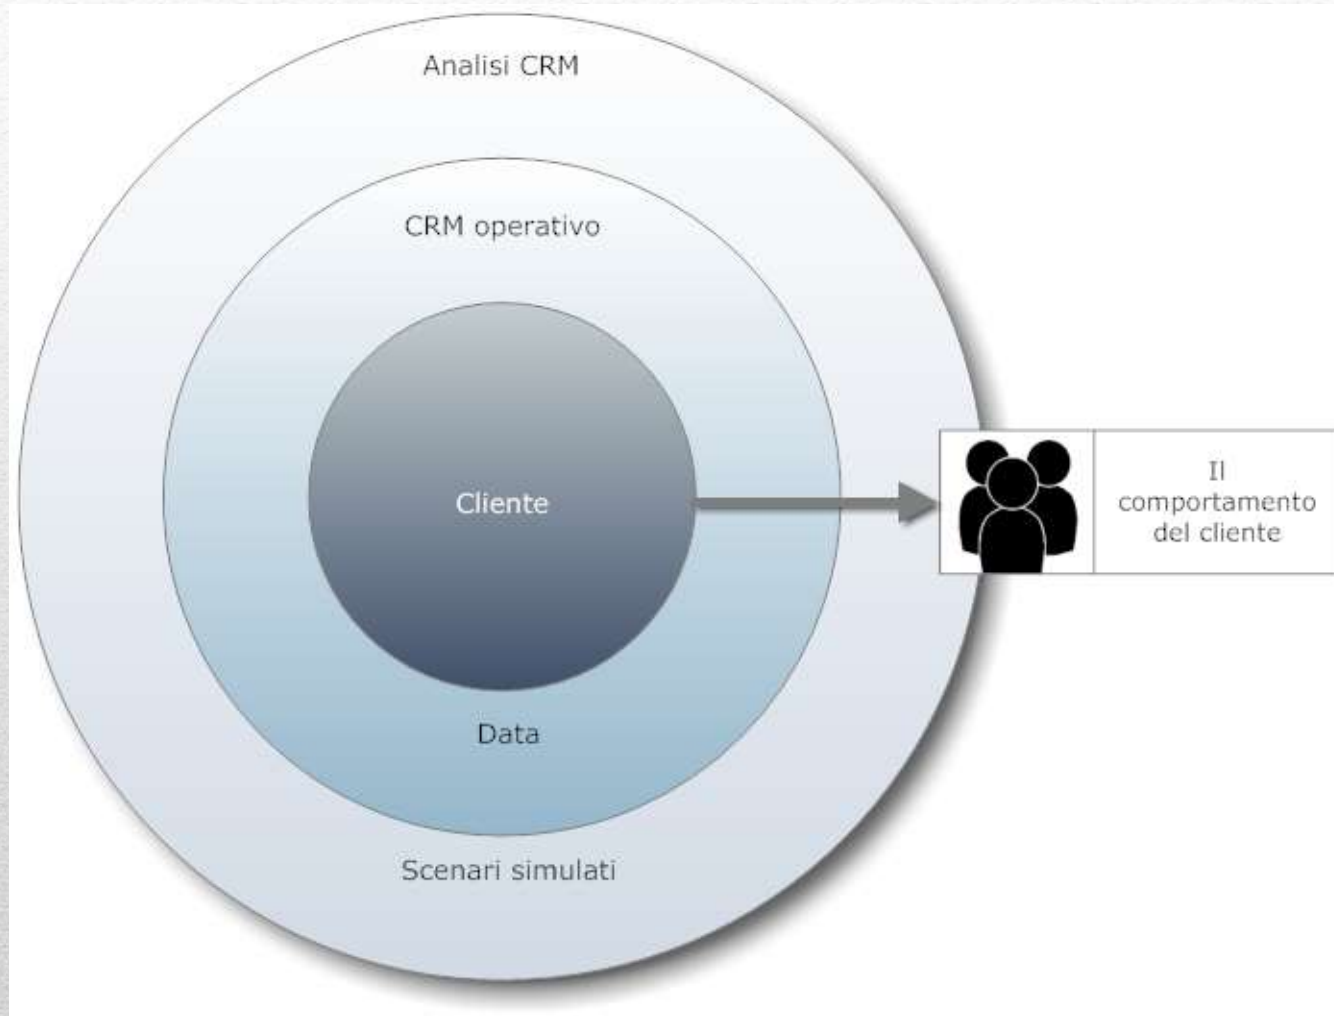 Analisi CRM
CRM operativo
Cliente
Il
comportamento
del cliente
Data
Scenari simulati